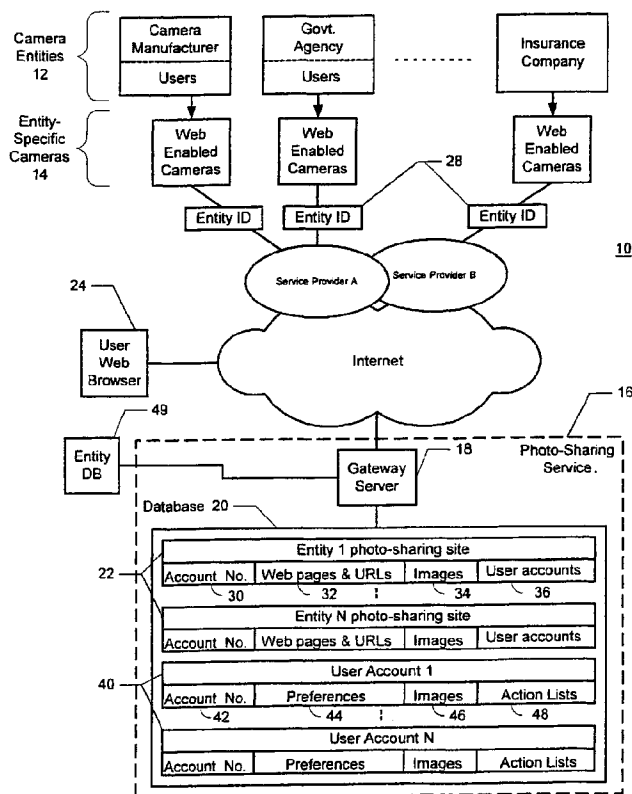 Camera Entities 12
Camera Manufacturer
Users
Govt. Agency
Users
Insurance Company
Entity-Specific Cameras 14
Web Enabled Cameras
Web Enabled Cameras
Web Enabled Cameras
28
Entity ID
Entity ID
Entity ID
10
Service Provider A
Service Provider B
24
User Web Browser
Internet
49
16
Entity DB
Gateway Server
18
Photo-Sharing Service.
Database 20
Entity 1 photo-sharing site
22
Account No.
Web pages & URLs
Images
User accounts
30
32
34
36
Entity N photo-sharing site
Account No.
Web pages & URLs
Images
User accounts
40
User Account 1
Account No.
Preferences
Images
Action Lists
42
44
46
48
User Account N
Account No.
Preferences
Images
Action Lists